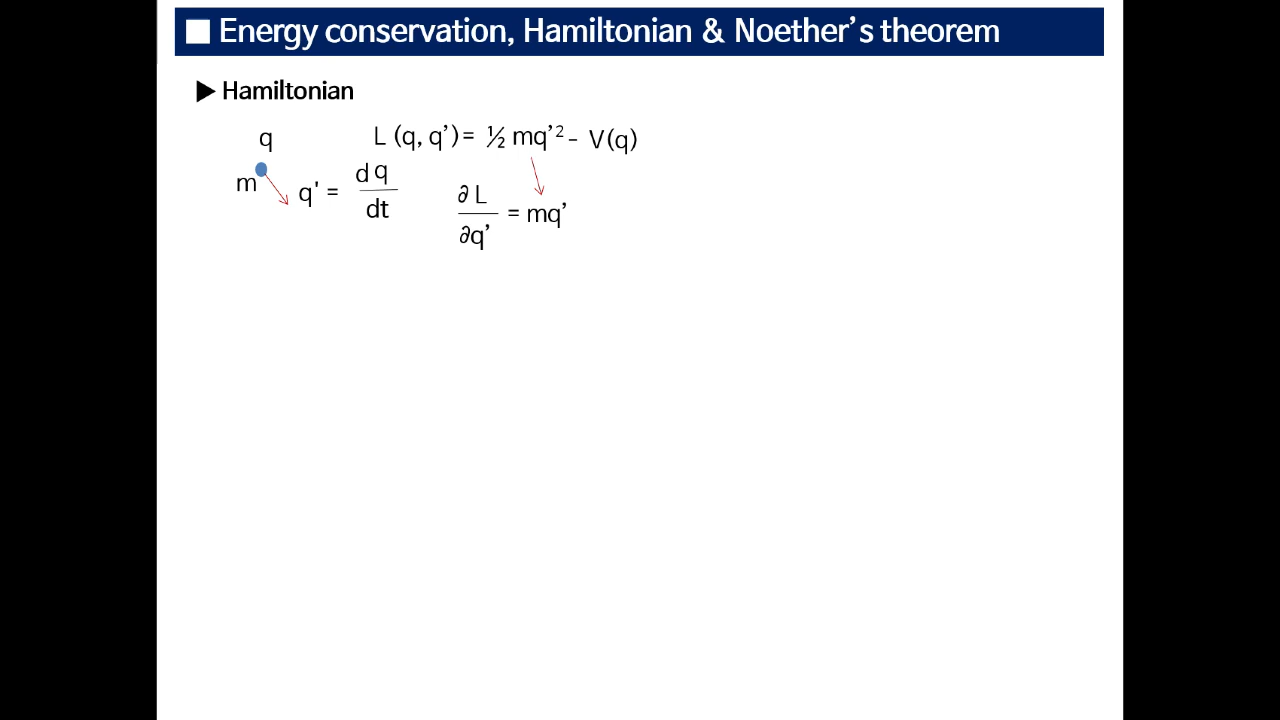 Energy conservation, Hamiltonian & Noether's theorem
▶ Hamiltonian
q
L (q, q') = ½ mq'² - V(q)
m
q' = dq/dt
∂L/∂q' = mq'